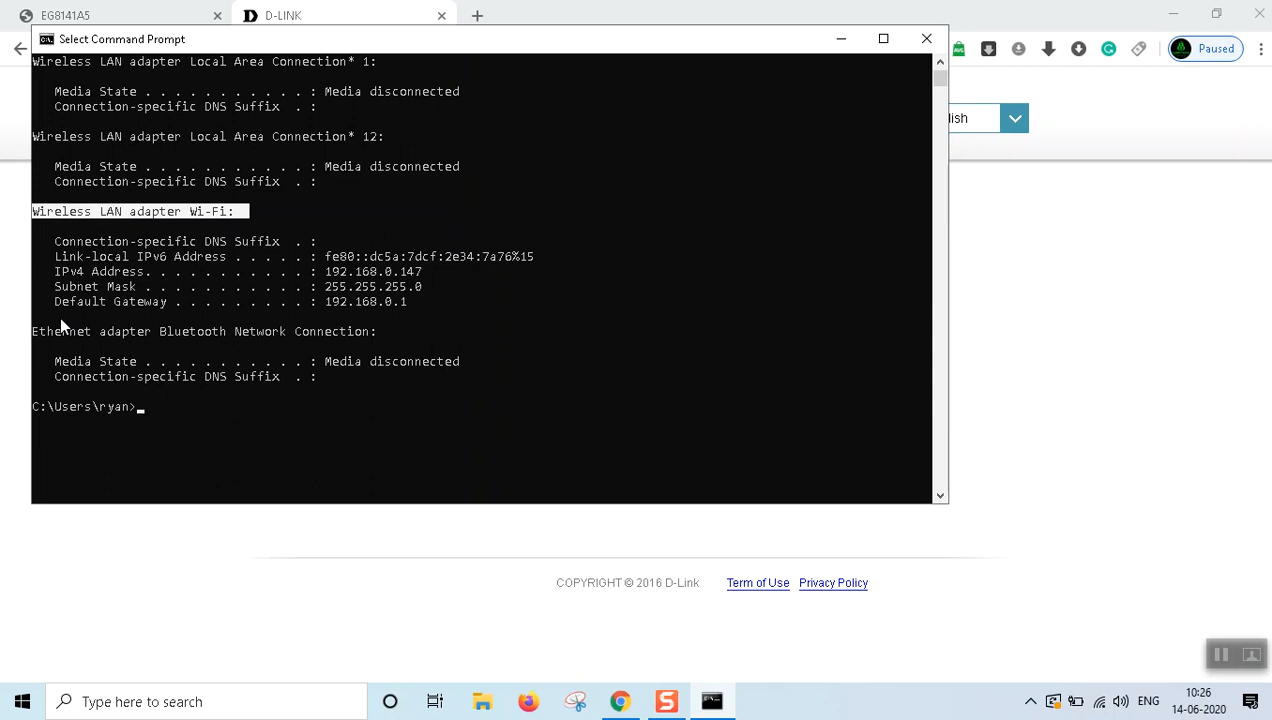 EG8141A5
D-LINK
Select Command Prompt
Paused
lish
Wireless LAN adapter Local Area Connection* 1:
Media State . . . . . . . . . . . : Media disconnected
Connection-specific DNS Suffix  . :
Wireless LAN adapter Local Area Connection* 12:
Media State . . . . . . . . . . . : Media disconnected
Connection-specific DNS Suffix  . :
Wireless LAN adapter Wi-Fi:
Connection-specific DNS Suffix  . :
Link-local IPv6 Address . . . . . : fe80::dc5a:7dcf:2e34:7a76%15
IPv4 Address. . . . . . . . . . . : 192.168.0.147
Subnet Mask . . . . . . . . . . . : 255.255.255.0
Default Gateway . . . . . . . . . : 192.168.0.1
Ethernet adapter Bluetooth Network Connection:
Media State . . . . . . . . . . . : Media disconnected
Connection-specific DNS Suffix  . :
C:\Users\ryan>
COPYRIGHT © 2016 D-Link Term of Use Privacy Policy
Type here to search
ENG
10:26
14-06-2020